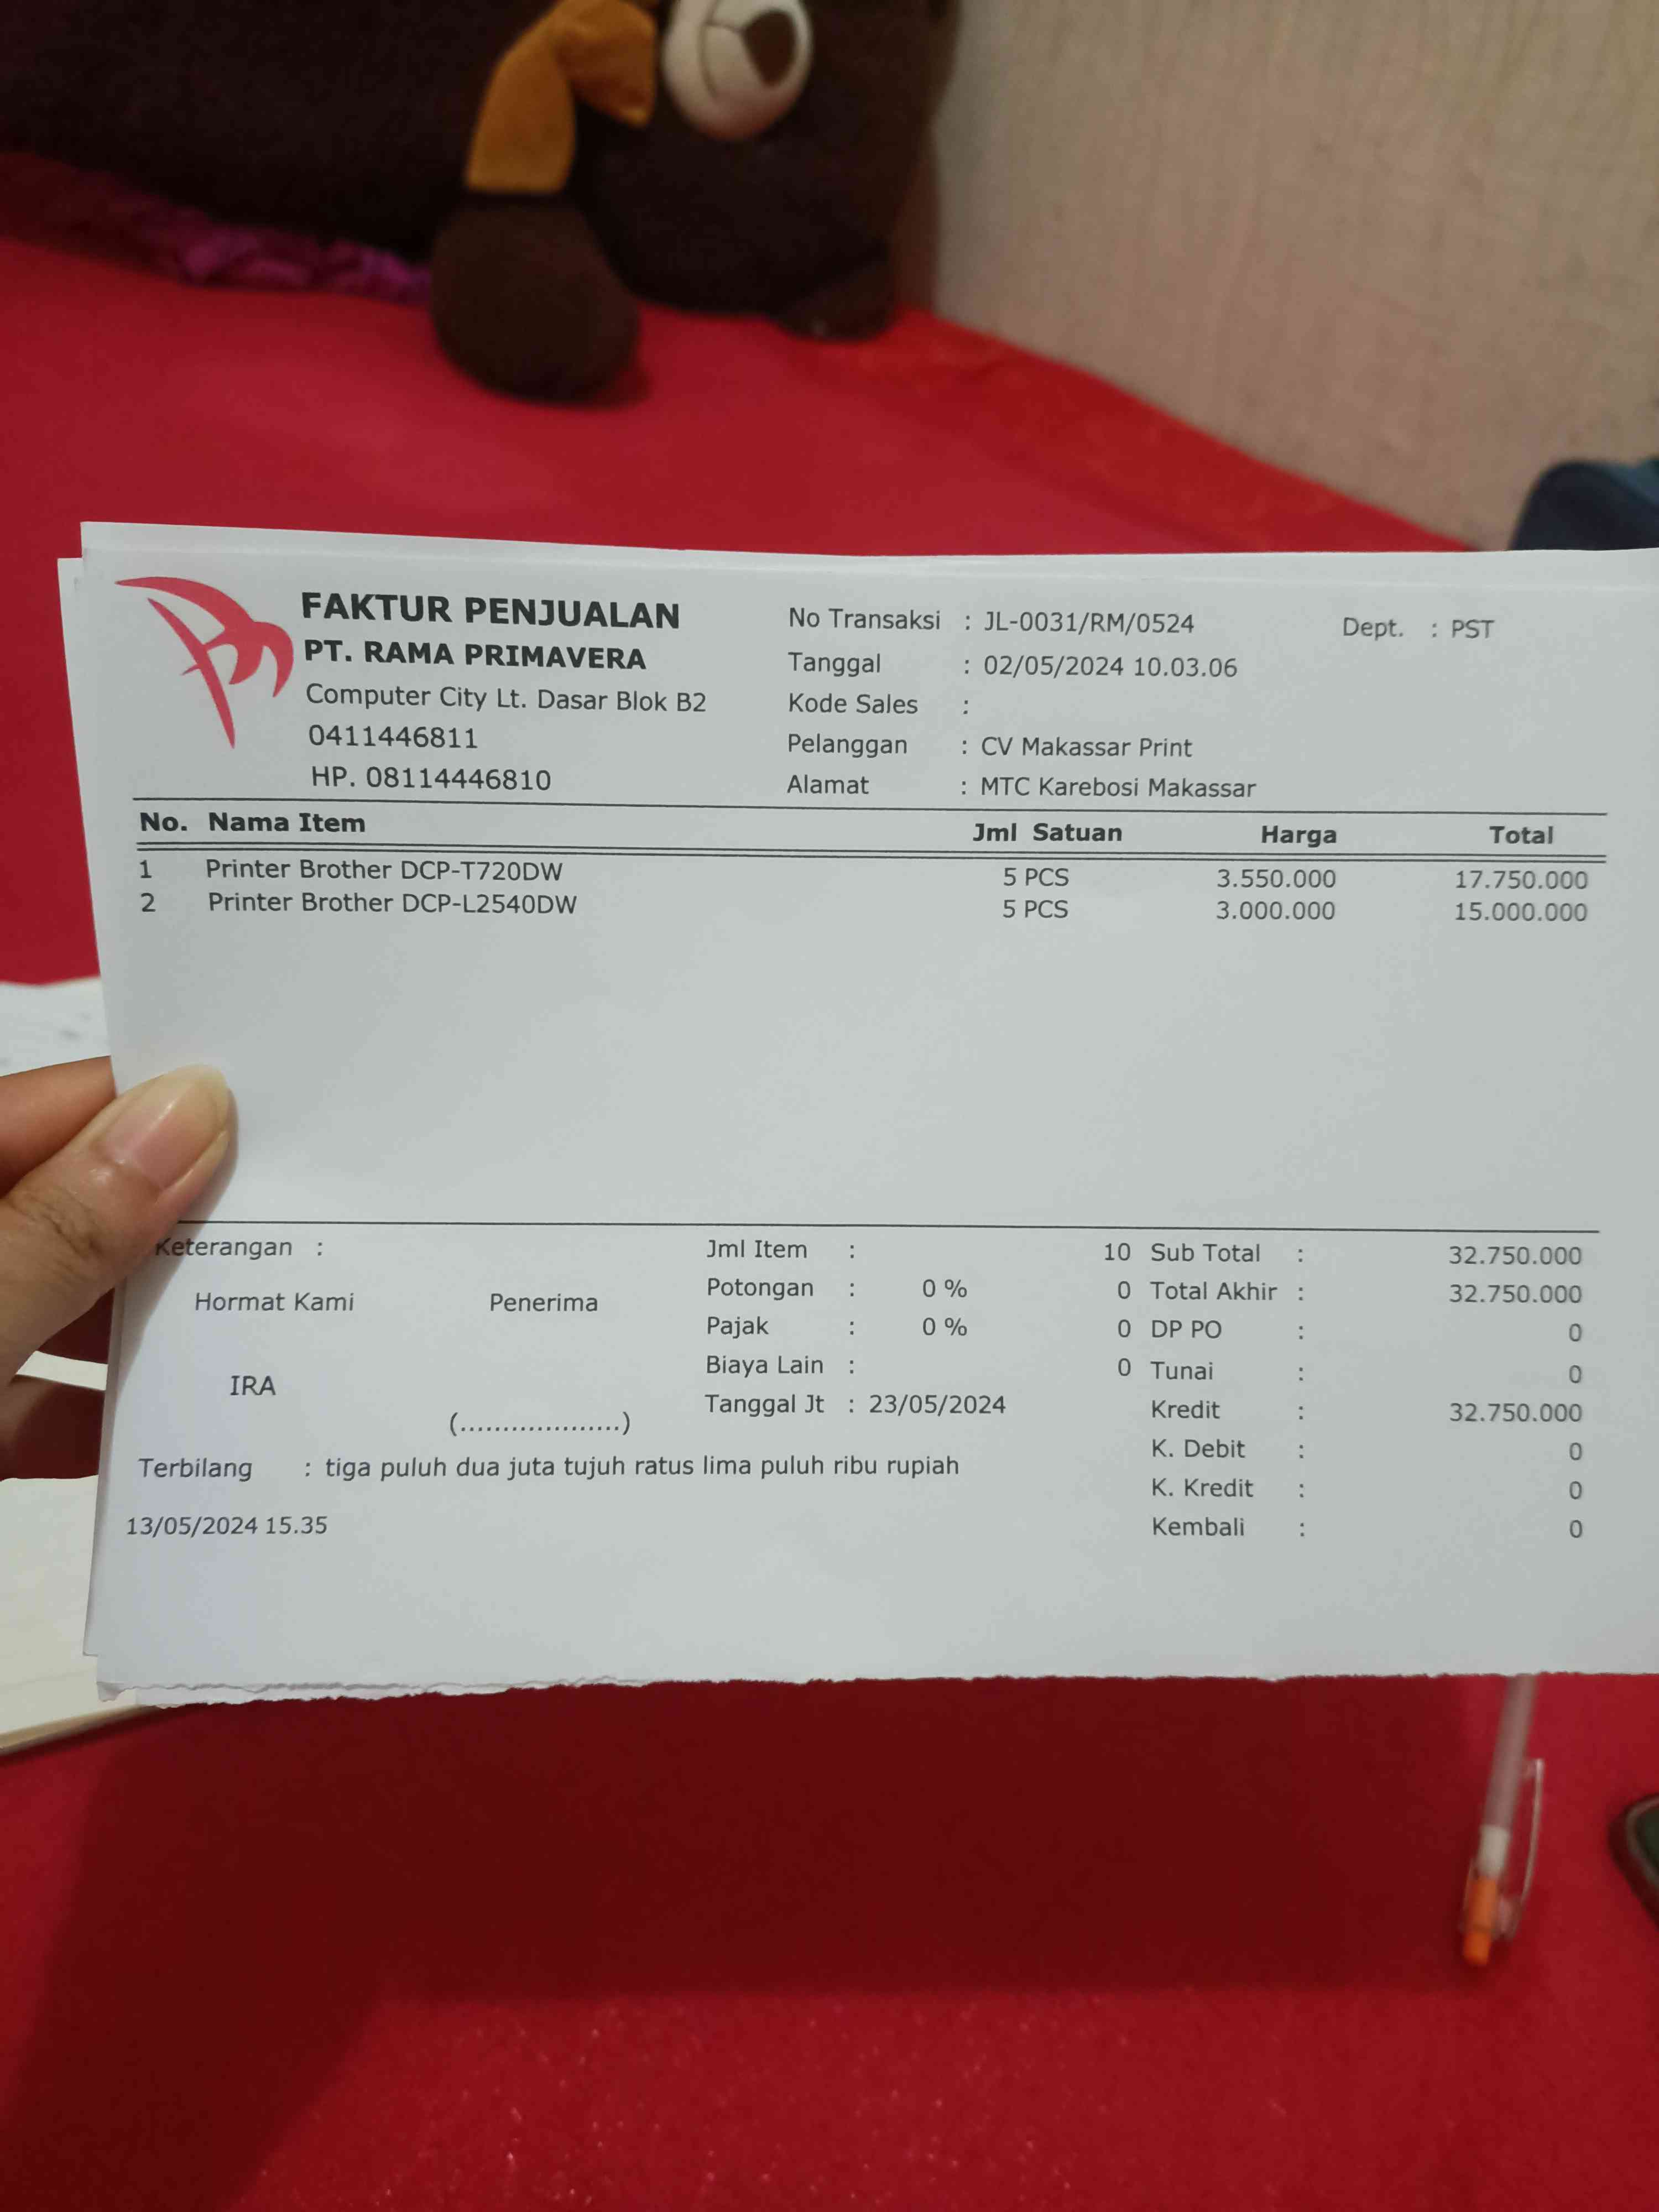 FAKTUR PENJUALAN
PT. RAMA PRIMAVERA
Computer City Lt. Dasar Blok B2
0411446811
HP. 08114446810
No Transaksi : JL-0031/RM/0524 Dept. : PST
Tanggal : 02/05/2024 10.03.06
Kode Sales :
Pelanggan : CV Makassar Print
Alamat : MTC Karebosi Makassar
No. Nama Item Jml Satuan Harga Total
1 Printer Brother DCP-T720DW 5 PCS 3.550.000 17.750.000
2 Printer Brother DCP-L2540DW 5 PCS 3.000.000 15.000.000
Keterangan :
Hormat Kami Penerima
IRA
(...................)
Jml Item : 10
Potongan : 0 % 0
Pajak : 0 % 0
Biaya Lain : 0
Tanggal Jt : 23/05/2024
Sub Total : 32.750.000
Total Akhir : 32.750.000
DP PO : 0
Tunai : 0
Kredit : 32.750.000
K. Debit : 0
K. Kredit : 0
Kembali : 0
Terbilang : tiga puluh dua juta tujuh ratus lima puluh ribu rupiah
13/05/2024 15.35